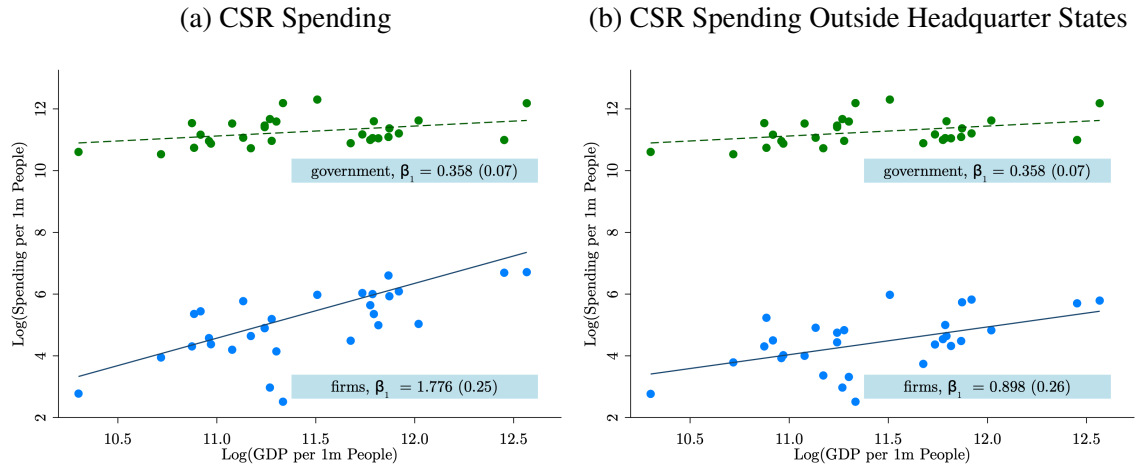 (a) CSR Spending
Log(Spending per 1m People)
12
10
8
6
4
2
government, β₁ = 0.358 (0.07)
firms, β₁ = 1.776 (0.25)
10.5 11.0 11.5 12.0 12.5
Log(GDP per 1m People)
(b) CSR Spending Outside Headquarter States
Log(Spending per 1m People)
12
10
8
6
4
2
government, β₁ = 0.358 (0.07)
firms, β₁ = 0.898 (0.26)
10.5 11.0 11.5 12.0 12.5
Log(GDP per 1m People)